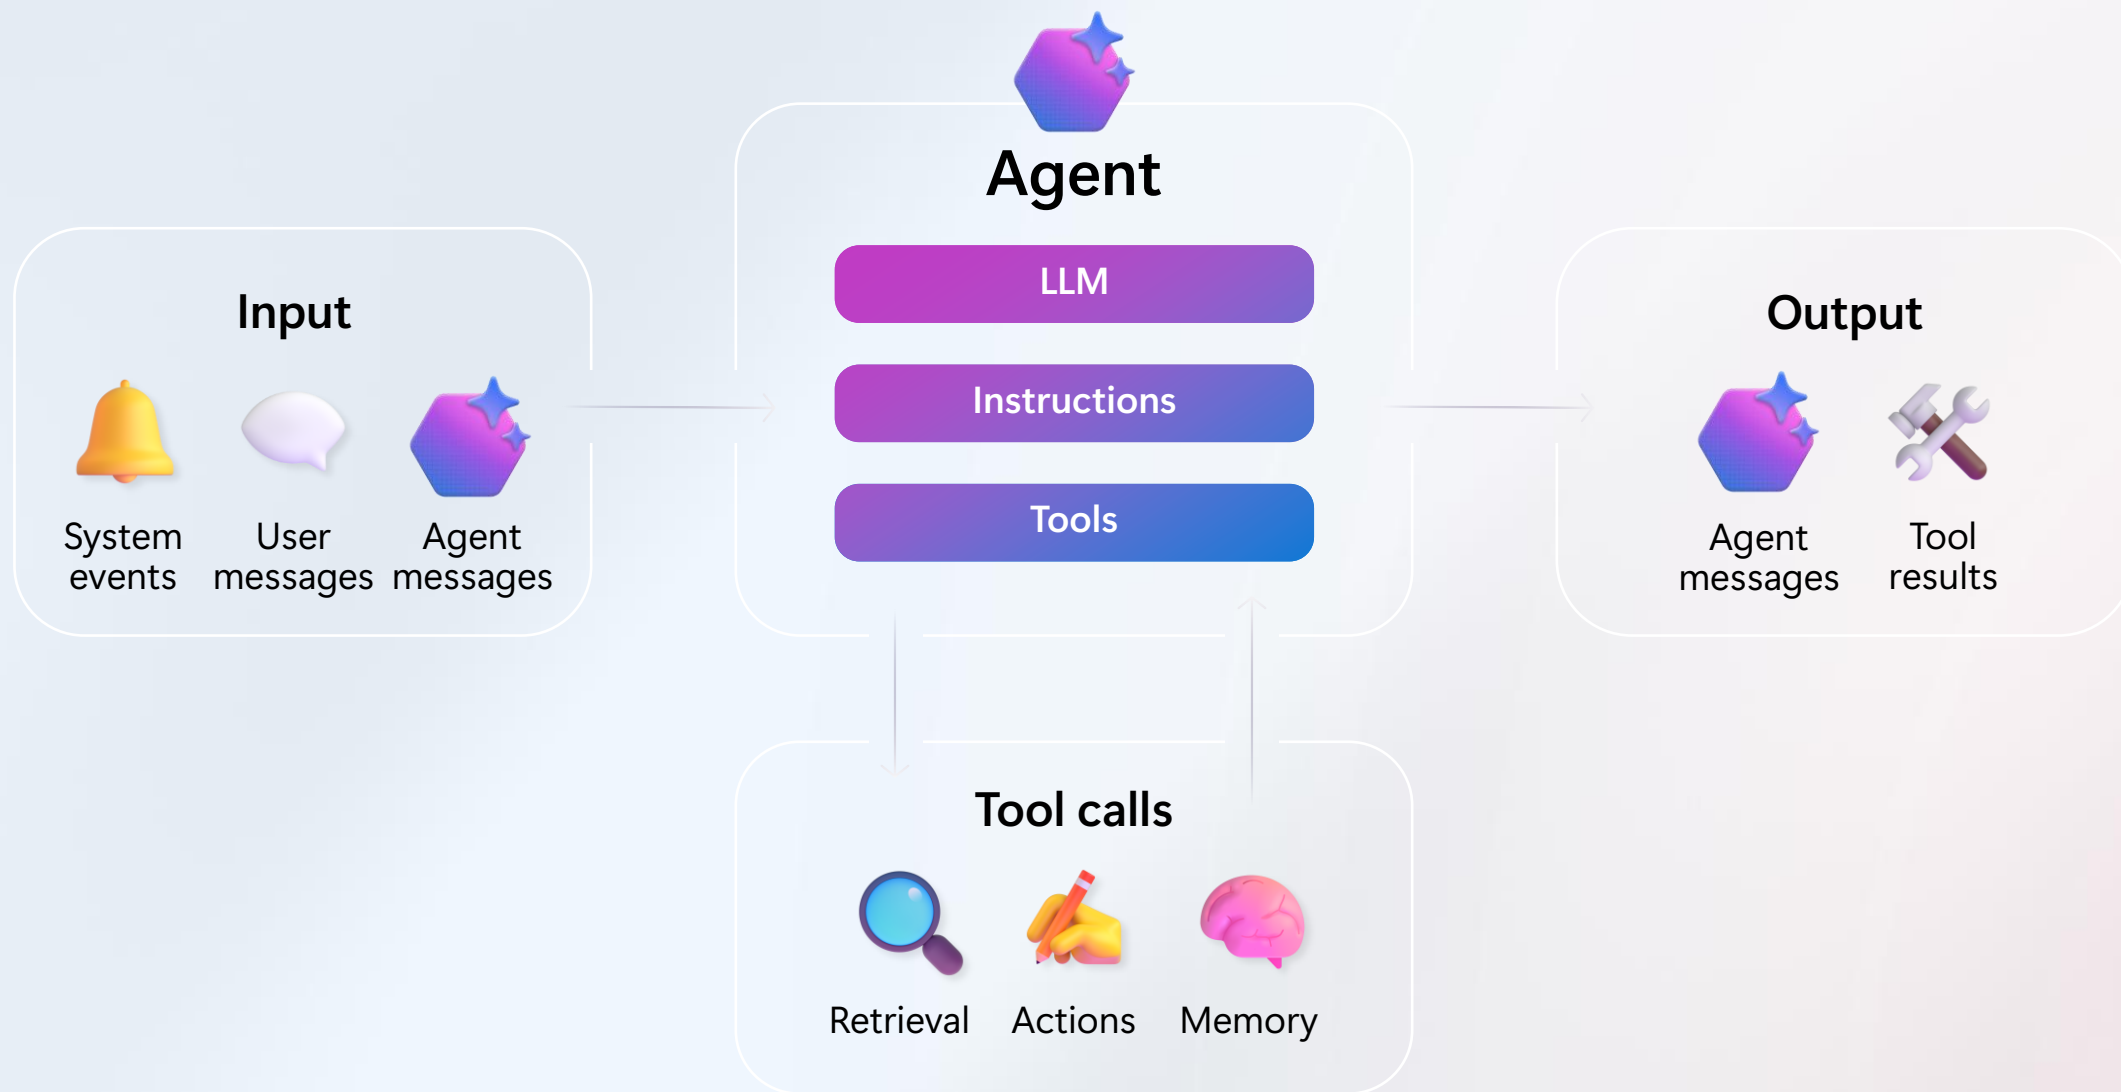 Agent
LLM
Instructions
Tools
Input
System
events
User
messages
Agent
messages
Output
Agent
messages
Tool
results
Tool calls
Retrieval
Actions
Memory